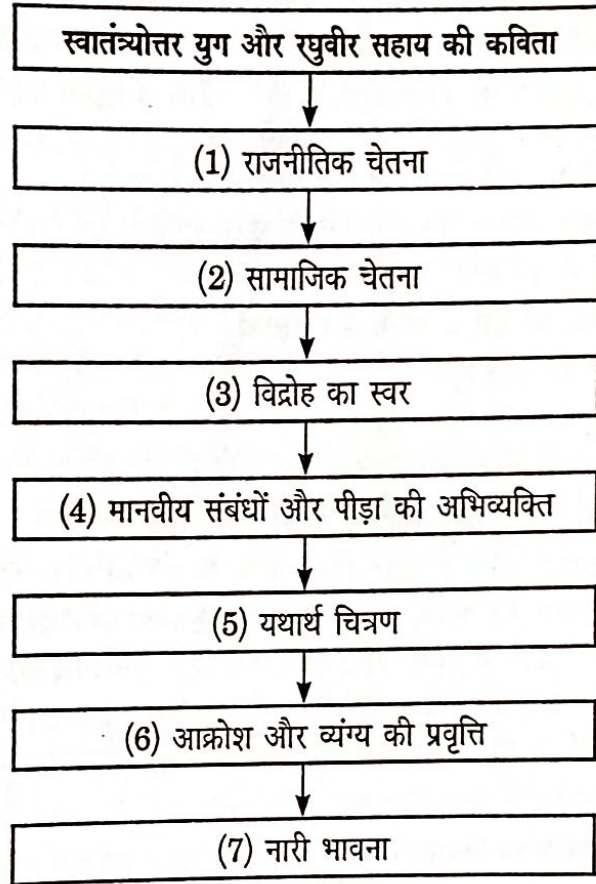 स्वातंत्र्योत्तर युग और रघुवीर सहाय की कविता
(1) राजनीतिक चेतना
(2) सामाजिक चेतना
(3) विद्रोह का स्वर
(4) मानवीय संबंधों और पीड़ा की अभिव्यक्ति
(5) यथार्थ चित्रण
(6) आक्रोश और व्यंग्य की प्रवृत्ति
(7) नारी भावना